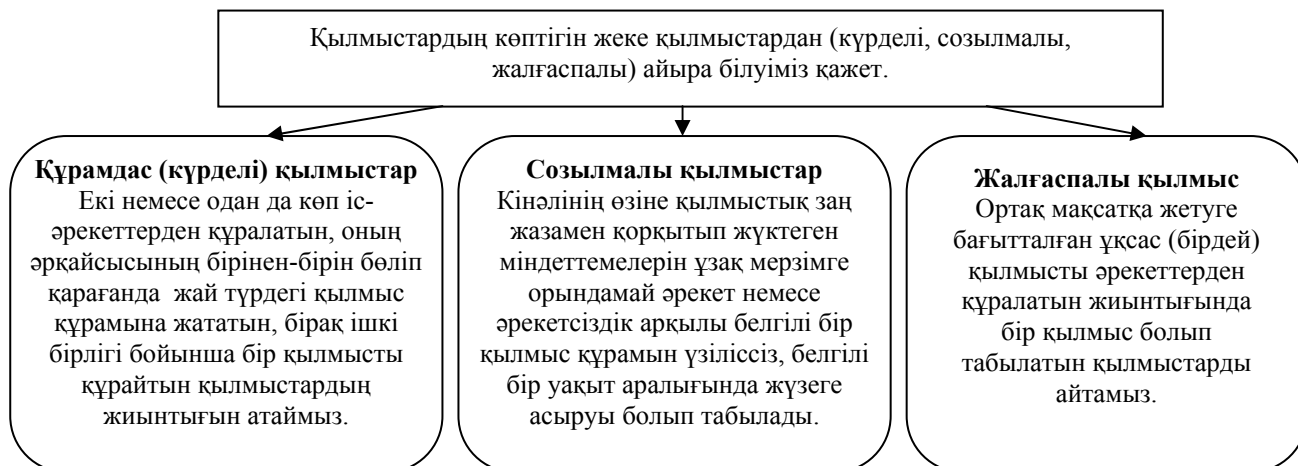 Қылмыстардың көптігін жеке қылмыстардан (күрделі, созылмалы,
жалғаспалы) айыра білуіміз қажет.
Құрамдас (күрделі) қылмыстар
Екі немесе одан да көп іс-
әрекеттерден құралатын, оның
әрқайсысының бірінен-бірін бөліп
қарағанда жай түрдегі қылмыс
құрамына жататын, бірақ ішкі
бірлігі бойынша бір қылмысты
құрайтын қылмыстардың
жиынтығын атаймыз.
Созылмалы қылмыстар
Кінәлінің өзіне қылмыстық заң
жазамен қорқытып жүктеген
міндеттемелерін ұзақ мерзімге
орындамай әрекет немесе
әрекетсіздік арқылы белгілі бір
қылмыс құрамын үзіліссіз, белгілі
бір уақыт аралығында жүзеге
асыруы болып табылады.
Жалғаспалы қылмыс
Ортақ мақсатқа жетуге
бағытталған ұқсас (бірдей)
қылмысты әрекеттерден
құралатын жиынтығында
бір қылмыс болып
табылатын қылмыстарды
айтамыз.